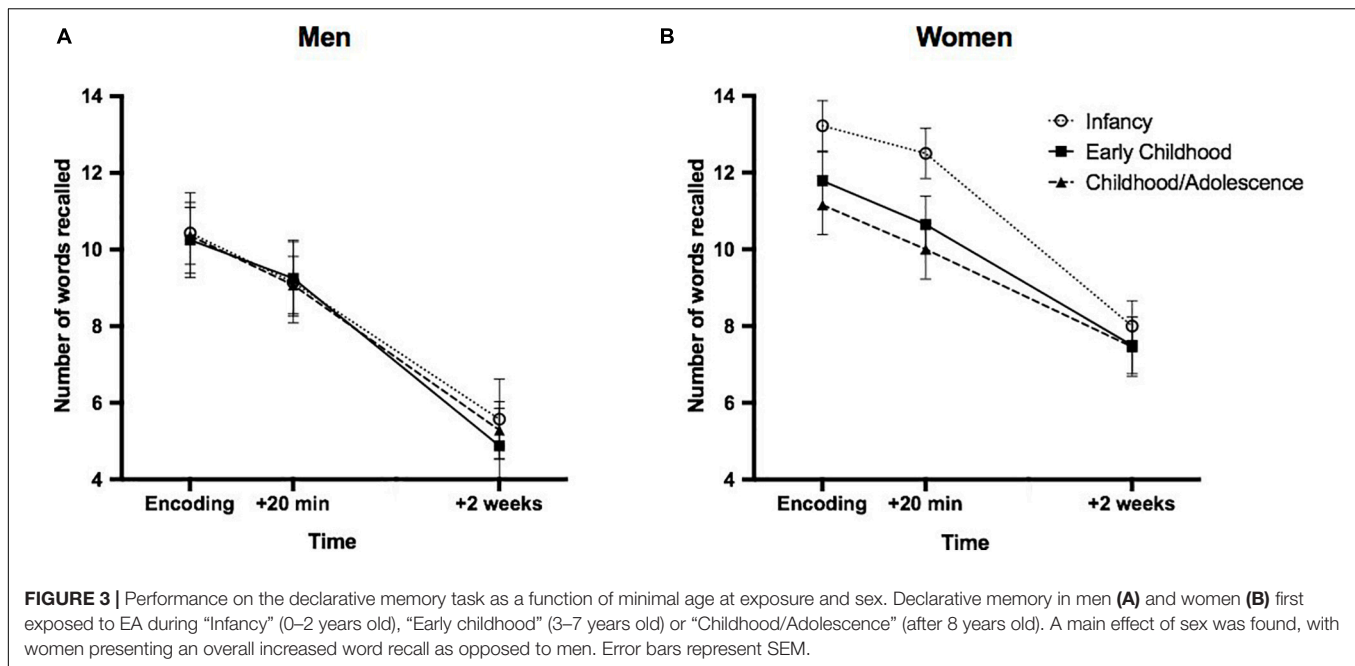 A
Men
Number of words recalled
14
12
10
8
6
4
Encoding
+20 min
+2 weeks
Time
B
Women
Number of words recalled
14
12
10
8
6
4
Encoding
+20 min
+2 weeks
Time
Infancy
Early Childhood
Childhood/Adolescence
FIGURE 3 | Performance on the declarative memory task as a function of minimal age at exposure and sex. Declarative memory in men (A) and women (B) first
exposed to EA during “Infancy” (0–2 years old), “Early childhood” (3–7 years old) or “Childhood/Adolescence” (after 8 years old). A main effect of sex was found, with
women presenting an overall increased word recall as opposed to men. Error bars represent SEM.